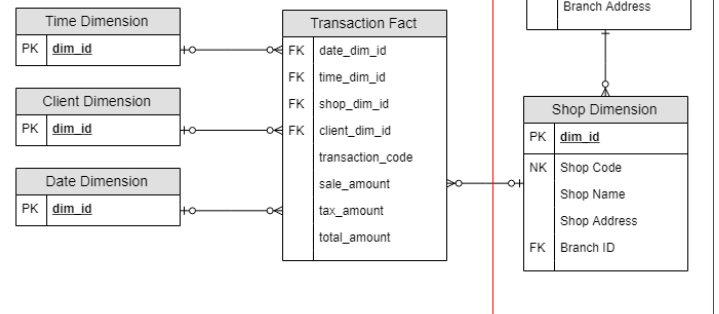 Time Dimension
PK dim_id
Client Dimension
PK dim_id
Date Dimension
PK dim_id
Transaction Fact
FK date_dim_id
FK time_dim_id
FK shop_dim_id
FK client_dim_id
transaction_code
sale_amount
tax_amount
total_amount
Branch Address
Shop Dimension
PK dim_id
NK Shop Code
Shop Name
Shop Address
FK Branch ID